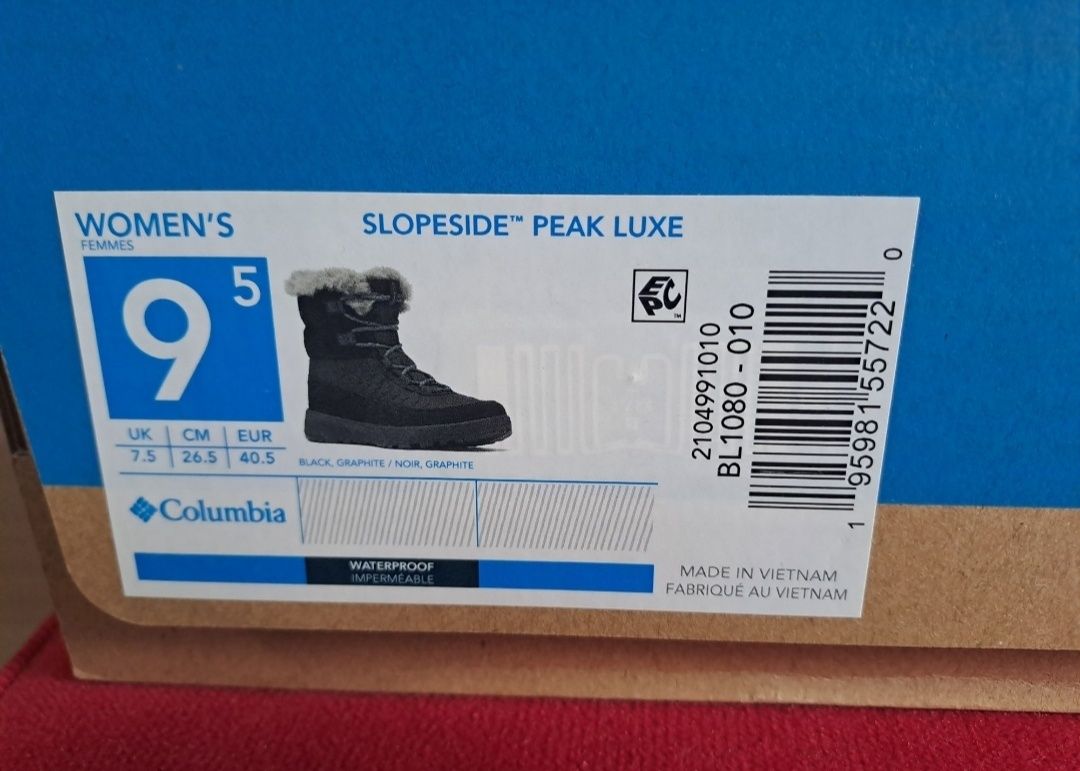 WOMEN'S
FEMMES
SLOPESIDE™ PEAK LUXE
9 5
UK CM EUR
7.5 26.5 40.5
BLACK, GRAPHITE / NOIR, GRAPHITE
EPC™
2104991010
BL1080 - 010
1 95981 55722 0
Columbia
WATERPROOF
IMPERMÉABLE
MADE IN VIETNAM
FABRIQUÉ AU VIETNAM